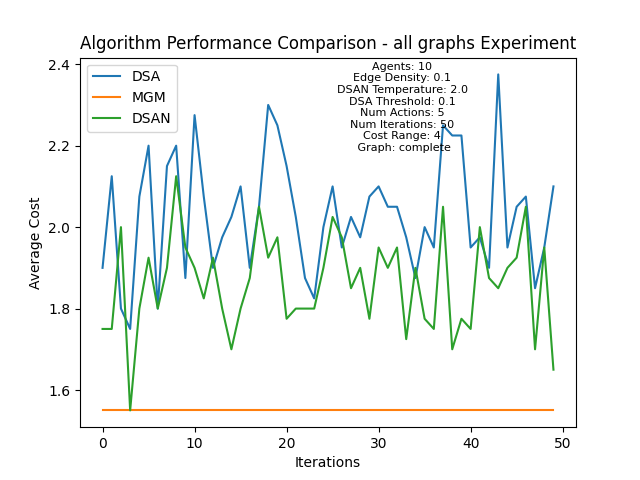 Algorithm Performance Comparison - all graphs Experiment
DSA
MGM
DSAN
Agents: 10
Edge Density: 0.1
DSAN Temperature: 2.0
DSA Threshold: 0.1
Num Actions: 5
Num Iterations: 50
Cost Range: 4
Graph: complete
Average Cost
2.4
2.2
2.0
1.8
1.6
0 10 20 30 40 50
Iterations